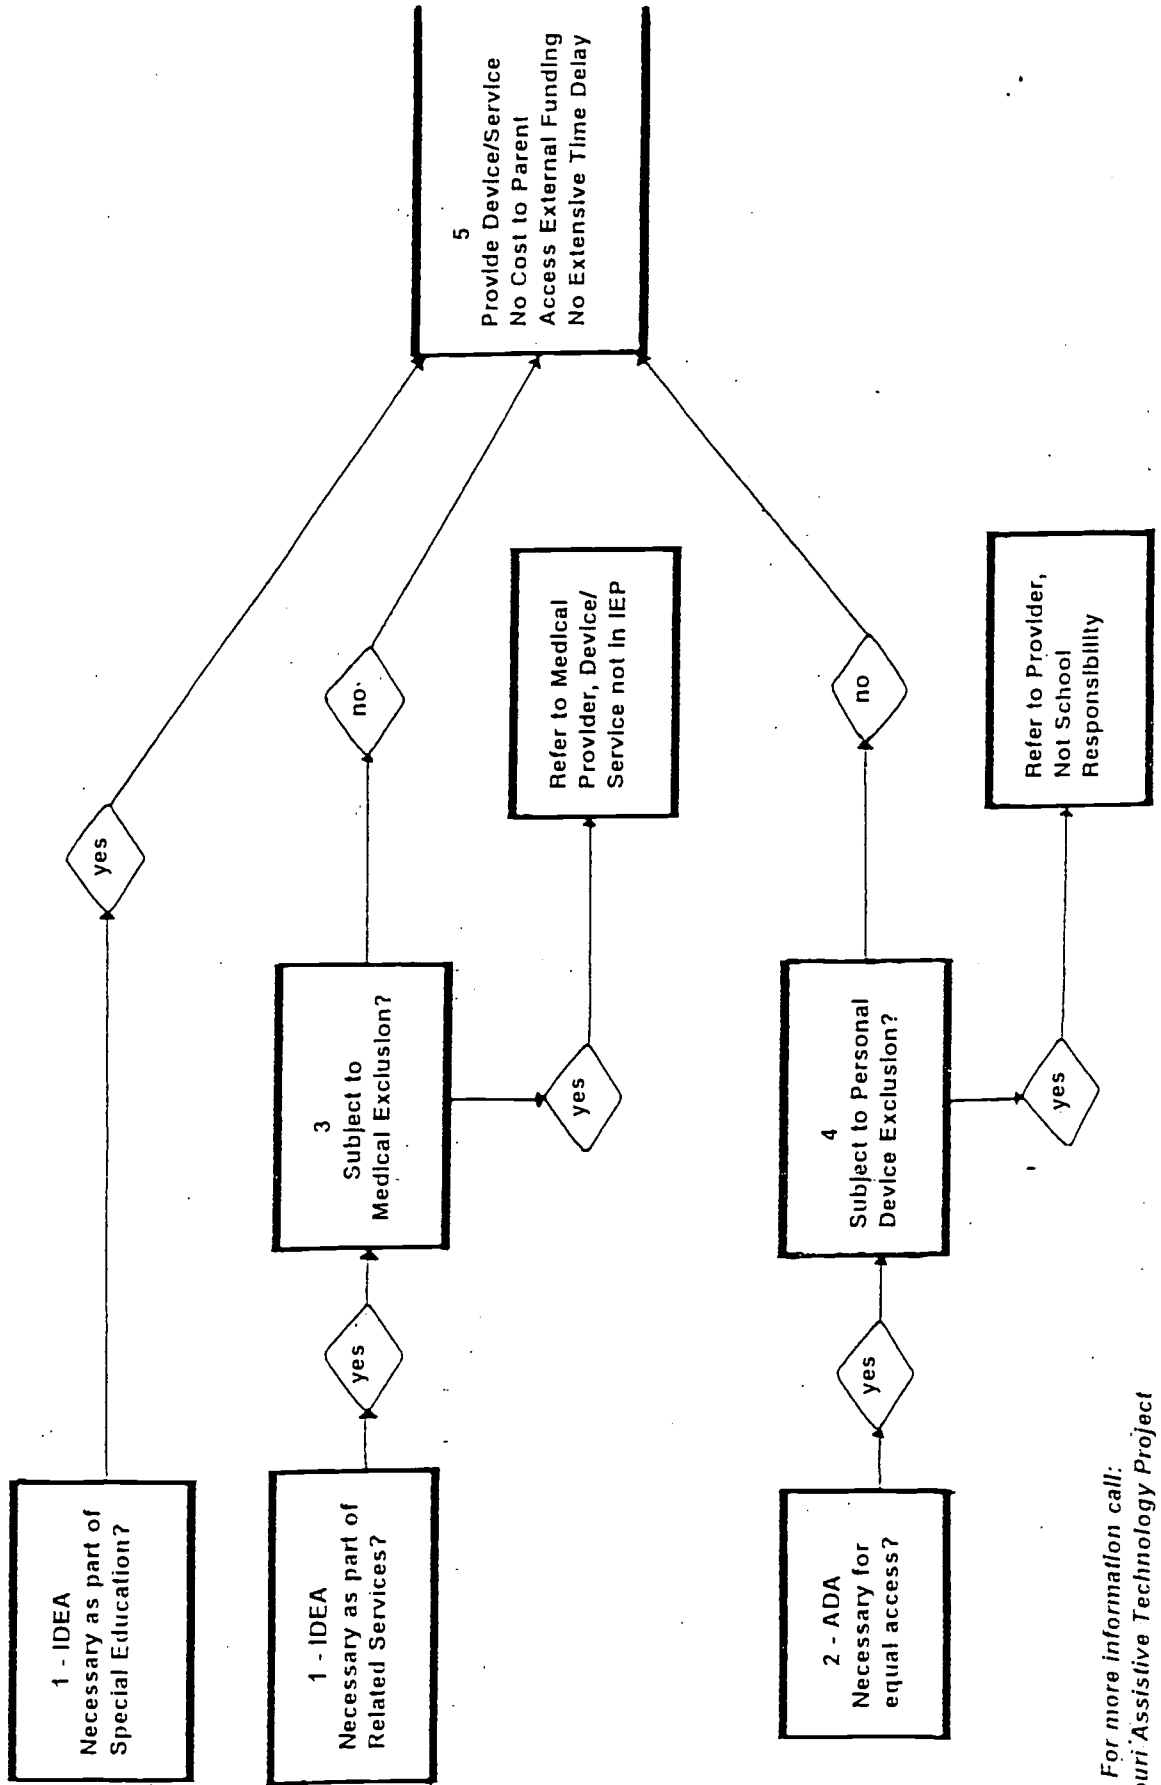 1 - IDEA
Necessary as part of
Special Education?
yes
1 - IDEA
Necessary as part of
Related Services?
yes
3
Subject to
Medical Exclusion?
no
yes
Refer to Medical
Provider, Device/
Service not in IEP
2 - ADA
Necessary for
equal access?
yes
4
Subject to Personal
Device Exclusion?
no
yes
Refer to Provider,
Not School
Responsibility
5
Provide Device/Service
No Cost to Parent
Access External Funding
No Extensive Time Delay
For more information call:
ouri Assistive Technology Project